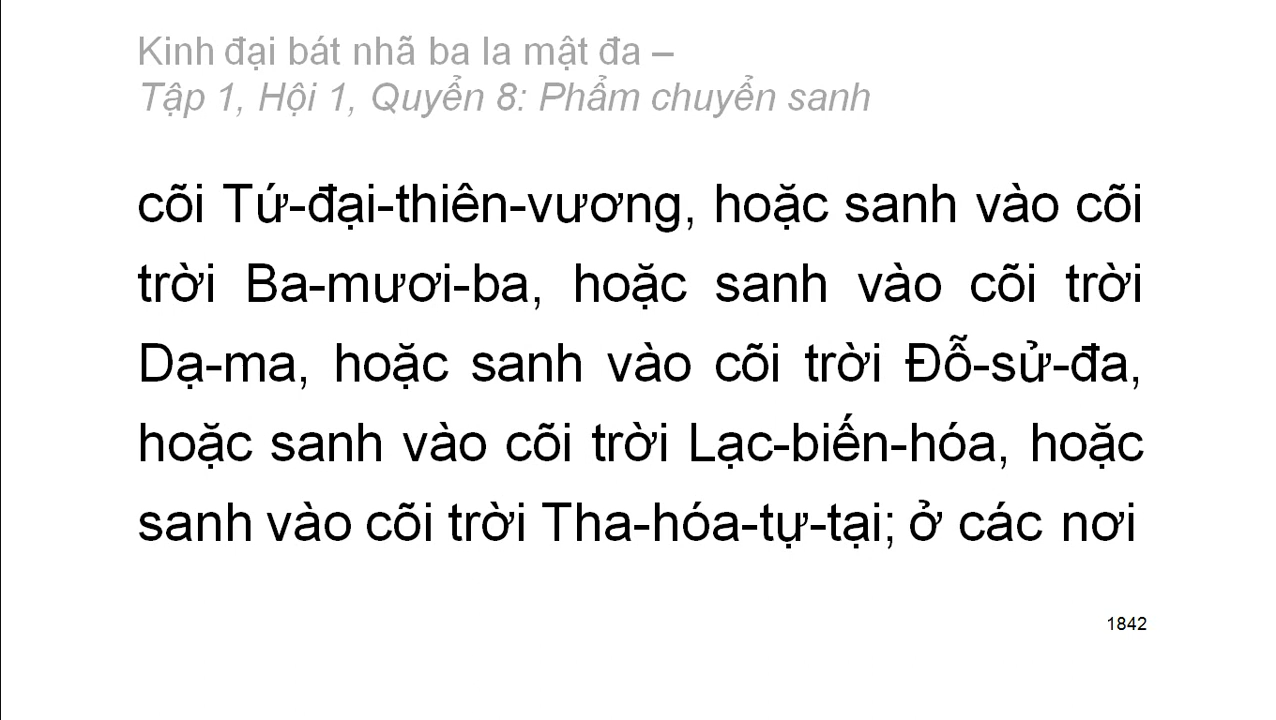 Kinh đại bát nhã ba la mật đa –
Tập 1, Hội 1, Quyển 8: Phẩm chuyển sanh
cõi Tứ-đại-thiên-vương, hoặc sanh vào cõi
trời Ba-mươi-ba, hoặc sanh vào cõi trời
Dạ-ma, hoặc sanh vào cõi trời Đỗ-sử-đa,
hoặc sanh vào cõi trời Lạc-biến-hóa, hoặc
sanh vào cõi trời Tha-hóa-tự-tại; ở các nơi
1842